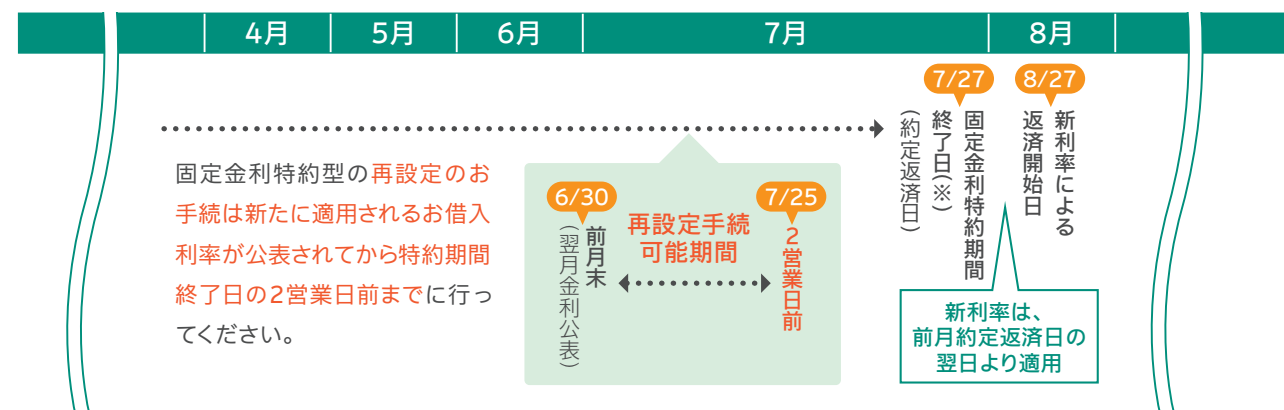 4月
5月
6月
7月
8月
固定金利特約型の再設定のお
手続は新たに適用されるお借入
利率が公表されてから特約期間
終了日の2営業日前までに行っ
てください。
6/30
前月末
（翌月金利公表）
再設定手続
可能期間
7/25
2営業日前
7/27
固定金利特約期間
終了日（※）
（約定返済日）
8/27
新利率による
返済開始日
新利率は、
前月約定返済日の
翌日より適用